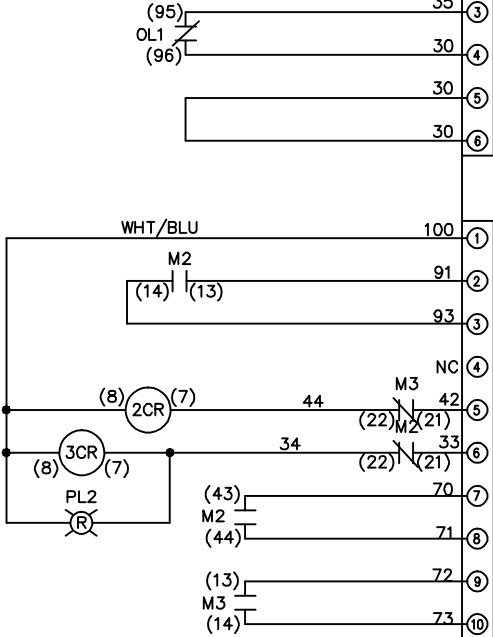 (95) 35 3
OL1
(96) 30 4
30 5
30 6
WHT/BLU 100 1
M2
(14) (13) 91 2
93 3
NC 4
M3
(8) 2CR (7) 44 (22) (21) 42 5
M2
(8) 3CR (7) 34 (22) (21) 33 6
PL2
R
(43) 70 7
M2
(44) 71 8
(13) 72 9
M3
(14) 73 10